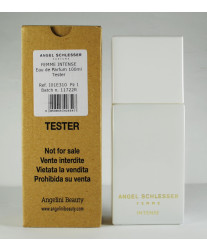 ANGEL SCHLESSER
FEMME INTENSE
Eau de Parfum 100ml
Tester
TESTER
Not for sale
Vente interdite
Vietata la vendita
Prohibida su venta
Angelini Beauty
www.angelinibeauty.com
ANGEL SCHLESSER
FEMME